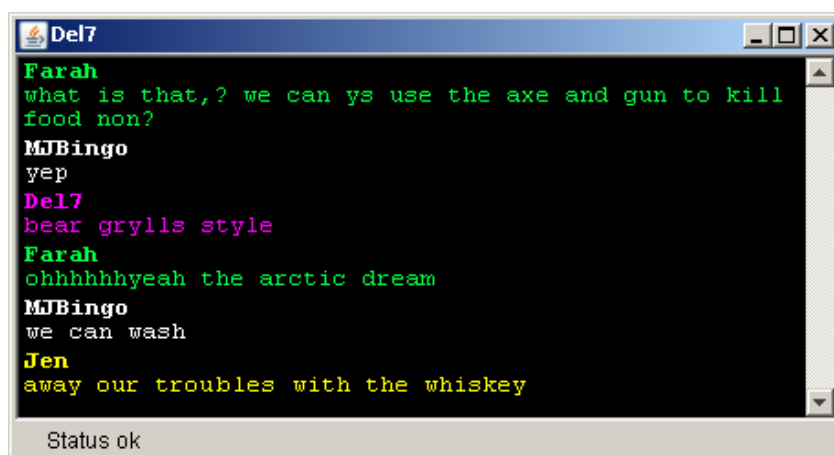 Del7
Farah
what is that,? we can ys use the axe and gun to kill
food non?
MJBingo
yep
Del7
bear grylls style
Farah
ohhhhhhyeah the arctic dream
MJBingo
we can wash
Jen
away our troubles with the whiskey
Status ok